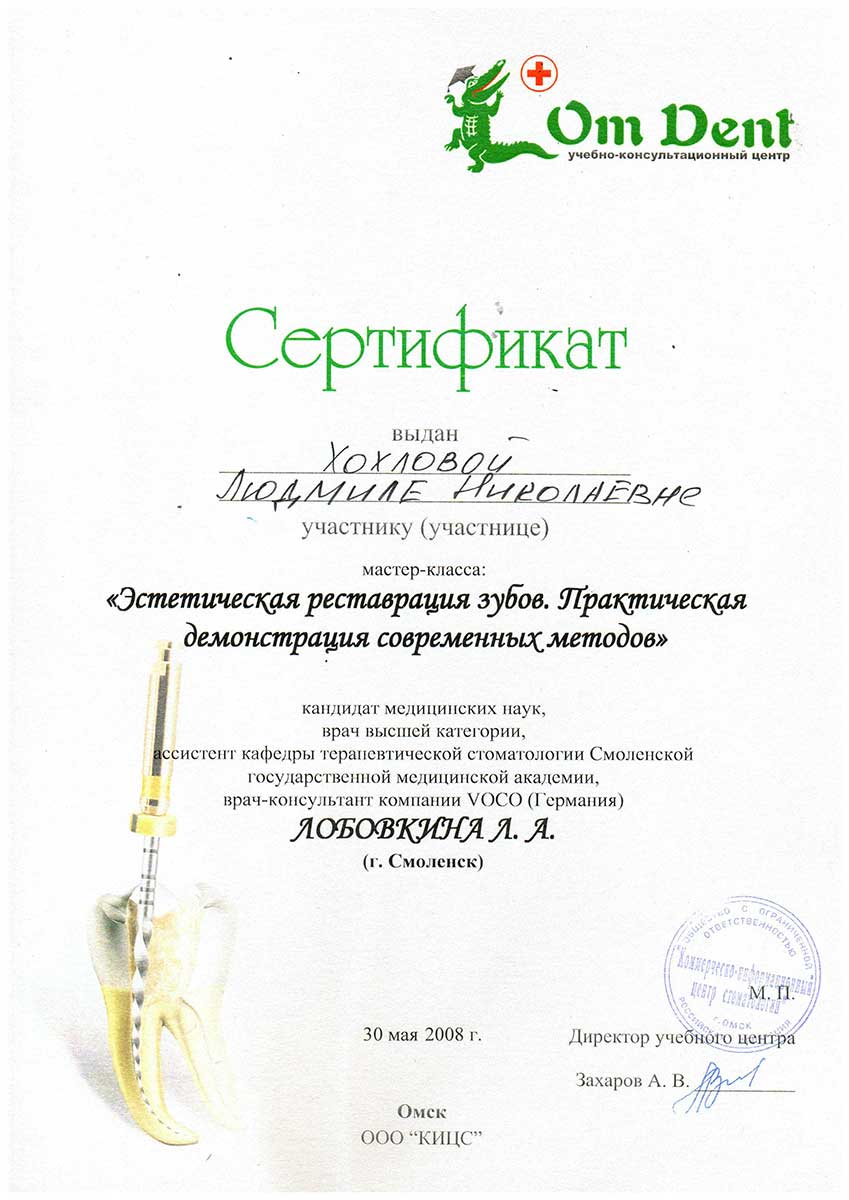 Om Dent
учебно-консультационный центр
Сертификат
выдан
ХОХЛОВОЙ
ЛЮДМИЛЕ НИКОЛАЕВНЕ
участнику (участнице)
мастер-класса:
«Эстетическая реставрация зубов. Практическая
демонстрация современных методов»
кандидат медицинских наук,
врач высшей категории,
ассистент кафедры терапевтической стоматологии Смоленской
государственной медицинской академии,
врач-консультант компании VOCO (Германия)
ЛОБОВКИНА Л. А.
(г. Смоленск)
ОБЩЕСТВО С ОГРАНИЧЕННОЙ
ОТВЕТСТВЕННОСТЬЮ
"Коммерческо-информационный
центр стоматологии"
М. П.
г. ОМСК
РОССИЙСКАЯ ФЕДЕРАЦИЯ
30 мая 2008 г.
Директор учебного центра
Захаров А. В.
Омск
ООО “КИЦС”